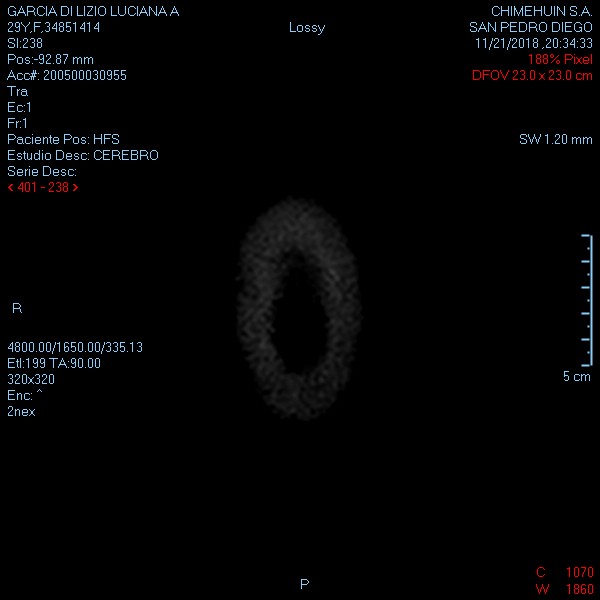 GARCIA DI LIZIO LUCIANA A
29Y,F,34851414
Sl:238
Pos:-92.87 mm
Acc#: 200500030955
Tra
Ec:1
Fr:1
Paciente Pos: HFS
Estudio Desc: CEREBRO
Serie Desc:
< 401 - 238 >
Lossy
CHIMEHUIN S.A.
SAN PEDRO DIEGO
11/21/2018 ,20:34:33
188% Pixel
DFOV 23.0 x 23.0 cm
SW 1.20 mm
R
4800.00/1650.00/335.13
Etl:199 TA:90.00
320x320
Enc: ^
2nex
5 cm
P
C 1070
W 1860